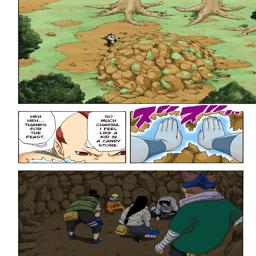 HEH
HEH...
THANKS
FOR
THE
FEAST.
SO
MUCH
CHAKRA.
I FEEL
LIKE A
KID IN
A CANDY
STORE.